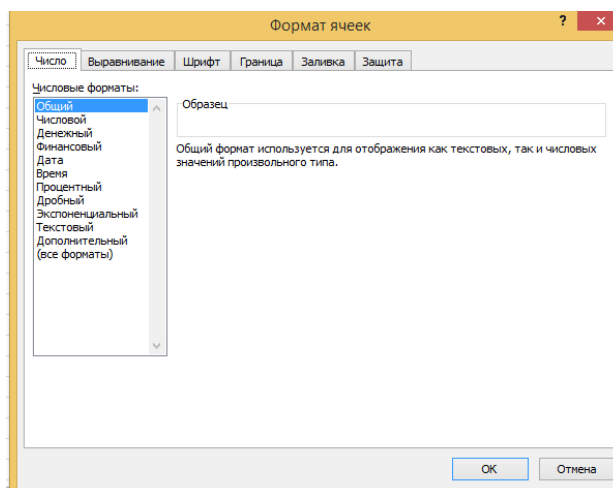 Формат ячеек
?
×
Число
Выравнивание
Шрифт
Граница
Заливка
Защита
Числовые форматы:
Общий
Числовой
Денежный
Финансовый
Дата
Время
Процентный
Дробный
Экспоненциальный
Текстовый
Дополнительный
(все форматы)
Образец
Общий формат используется для отображения как текстовых, так и числовых
значений произвольного типа.
ОК
Отмена